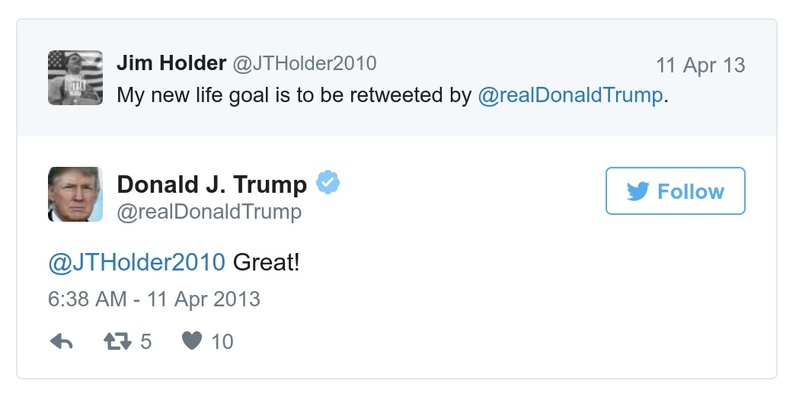 Jim Holder @JTHolder2010 11 Apr 13
My new life goal is to be retweeted by @realDonaldTrump.
Donald J. Trump
Follow
@realDonaldTrump
@JTHolder2010 Great!
6:38 AM - 11 Apr 2013
5 10